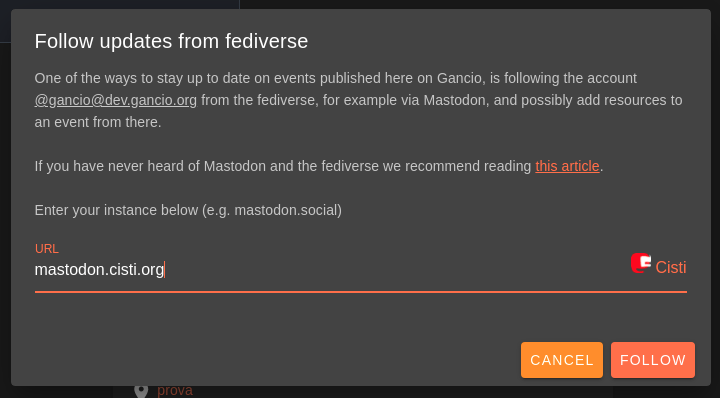 Follow updates from fediverse
One of the ways to stay up to date on events published here on Gancio, is following the account
@gancio@dev.gancio.org from the fediverse, for example via Mastodon, and possibly add resources to
an event from there.
If you have never heard of Mastodon and the fediverse we recommend reading this article.
Enter your instance below (e.g. mastodon.social)
URL
mastodon.cisti.org Cisti
CANCEL FOLLOW
prova